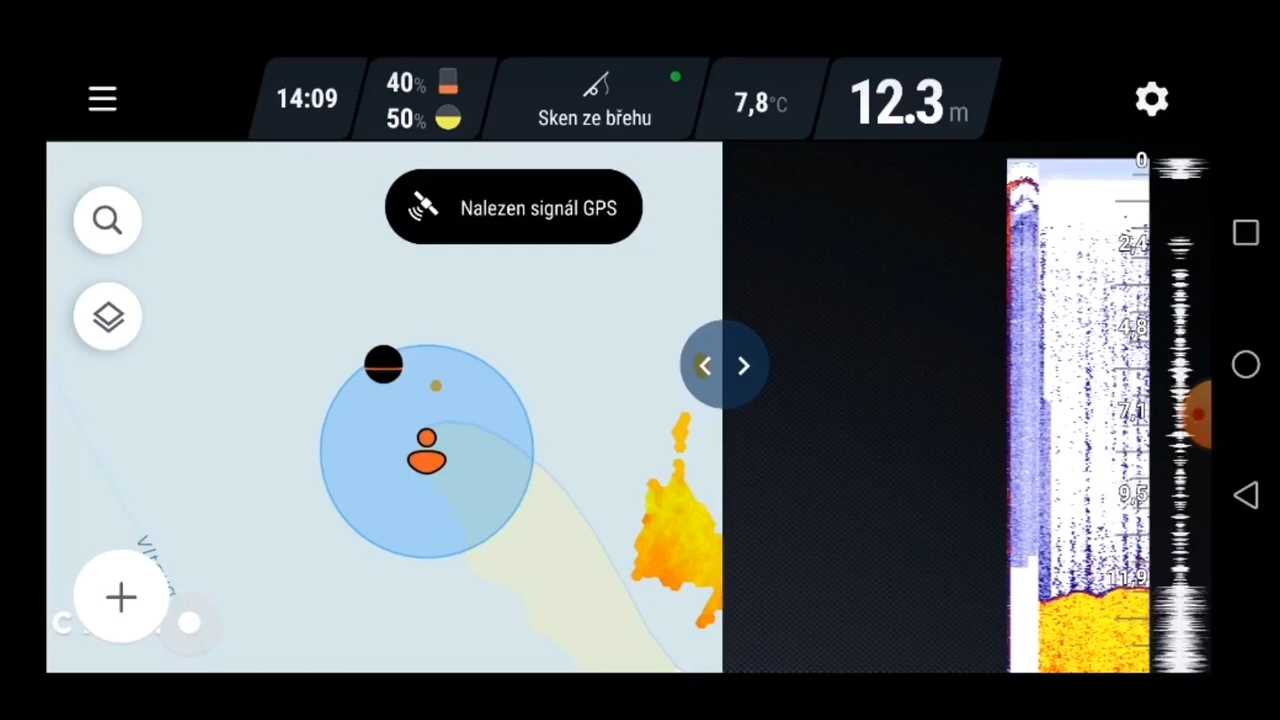 14:09
40%
50%
Sken ze břehu
7,8°C
12.3 m
Nalezen signál GPS
0
2,4
4,8
7,1
9,5
11,9